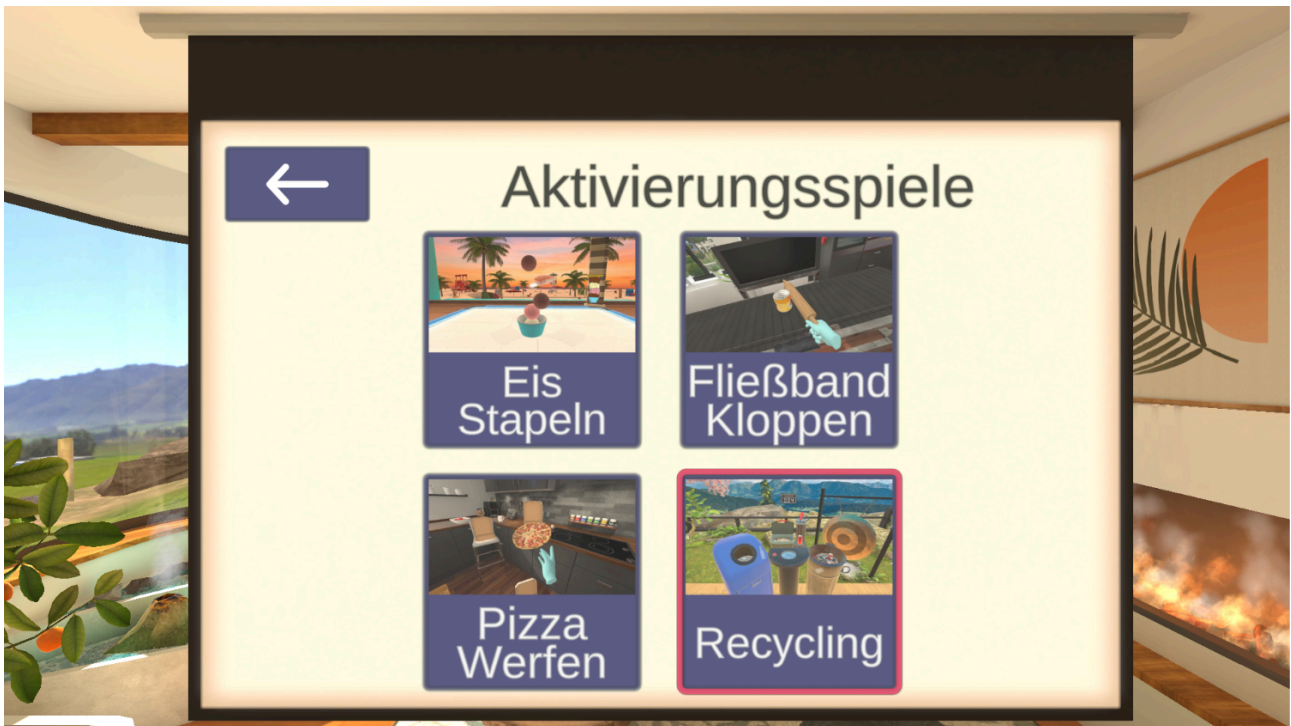 Aktivierungsspiele
Eis
Stapeln
Fließband
Kloppen
Pizza
Werfen
Recycling